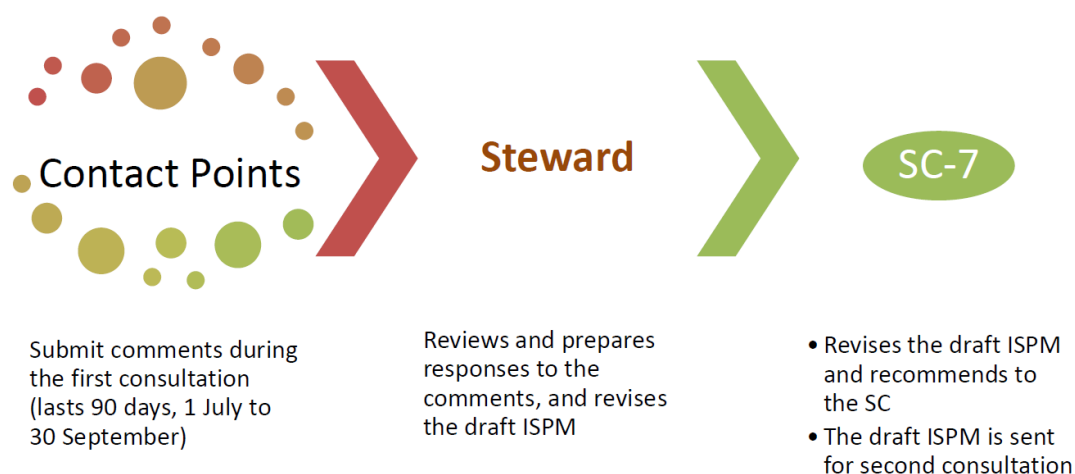 Contact Points
Steward
SC-7
Submit comments during
the first consultation
(lasts 90 days, 1 July to
30 September)
Reviews and prepares
responses to the
comments, and revises
the draft ISPM
• Revises the draft ISPM
and recommends to
the SC
• The draft ISPM is sent
for second consultation